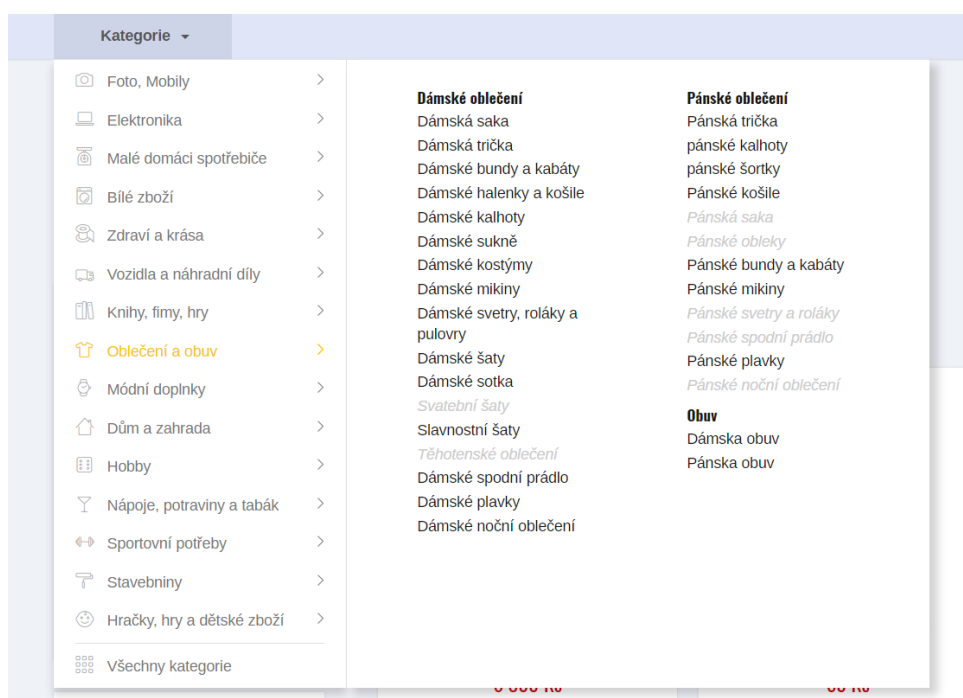 Kategorie
Foto, Mobily
Elektronika
Malé domáci spotřebiče
Bílé zboží
Zdraví a krása
Vozidla a náhradní díly
Knihy, fimy, hry
Oblečení a obuv
Módní doplnky
Dům a zahrada
Hobby
Nápoje, potraviny a tabák
Sportovní potřeby
Stavebniny
Hračky, hry a dětské zboží
Všechny kategorie
Dámské oblečení
Dámská saka
Dámská trička
Dámské bundy a kabáty
Dámské halenky a košile
Dámské kalhoty
Dámské sukně
Dámské kostýmy
Dámské mikiny
Dámské svetry, roláky a
pulovry
Dámské šaty
Dámské sotka
Svatební šaty
Slavnostní šaty
Těhotenské oblečení
Dámské spodní prádlo
Dámské plavky
Dámské noční oblečení
Pánské oblečení
Pánská trička
pánské kalhoty
pánské šortky
Pánské košile
Pánská saka
Pánské obleky
Pánské bundy a kabáty
Pánské mikiny
Pánské svetry a roláky
Pánské spodní prádlo
Pánské plavky
Pánské noční oblečení
Obuv
Dámska obuv
Pánska obuv